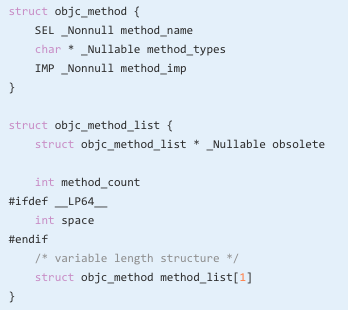 struct objc_method {
    SEL _Nonnull method_name
    char * _Nullable method_types
    IMP _Nonnull method_imp
}

struct objc_method_list {
    struct objc_method_list * _Nullable obsolete

    int method_count
#ifdef __LP64__
    int space
#endif
    /* variable length structure */
    struct objc_method method_list[1]
}